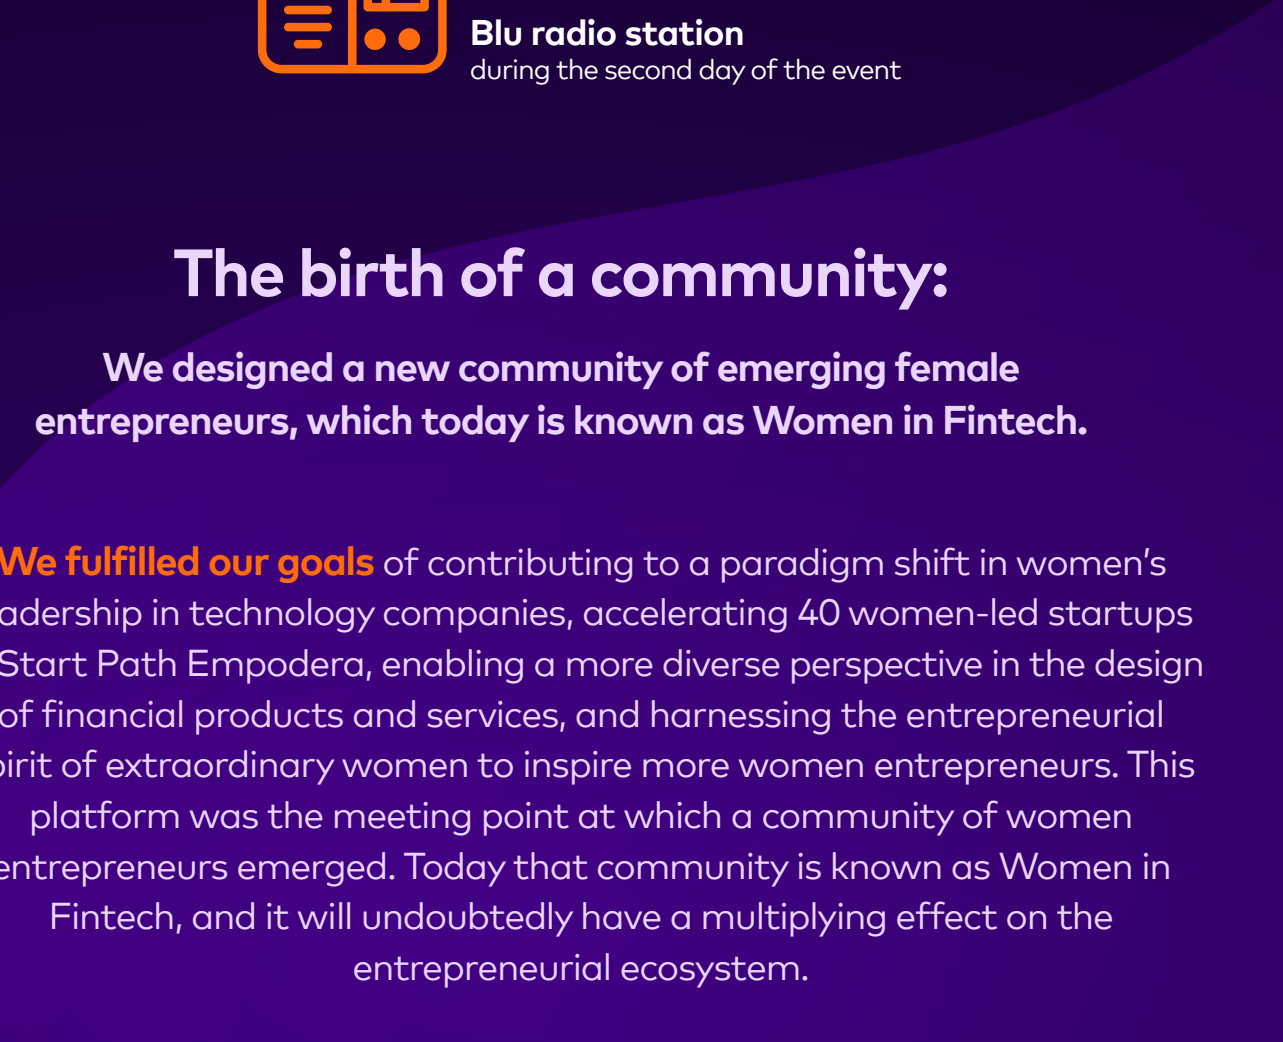 Blu radio station
during the second day of the event
The birth of a community:
We designed a new community of emerging female
entrepreneurs, which today is known as Women in Fintech.
We fulfilled our goals of contributing to a paradigm shift in women’s
adership in technology companies, accelerating 40 women-led startups
Start Path Empodera, enabling a more diverse perspective in the design
of financial products and services, and harnessing the entrepreneurial
pirit of extraordinary women to inspire more women entrepreneurs. This
platform was the meeting point at which a community of women
entrepreneurs emerged. Today that community is known as Women in
Fintech, and it will undoubtedly have a multiplying effect on the
entrepreneurial ecosystem.